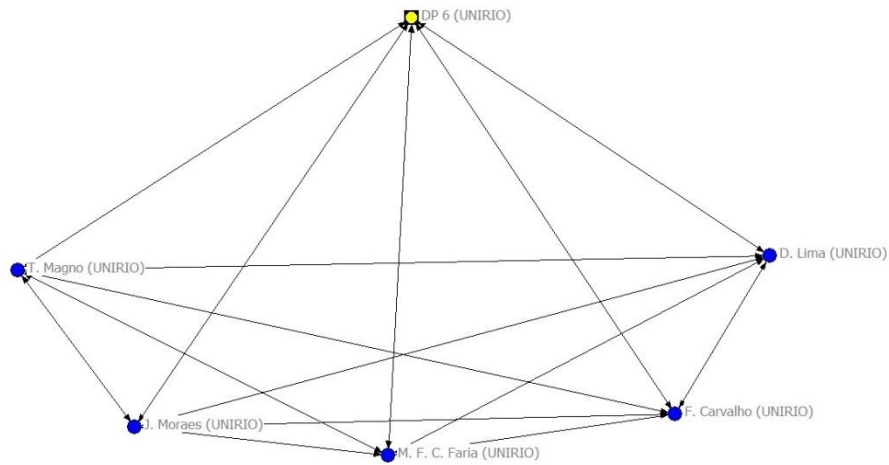 DP 6 (UNIRIO)
D. Lima (UNIRIO)
T. Magno (UNIRIO)
F. Carvalho (UNIRIO)
J. Moraes (UNIRIO)
M. F. C. Faria (UNIRIO)